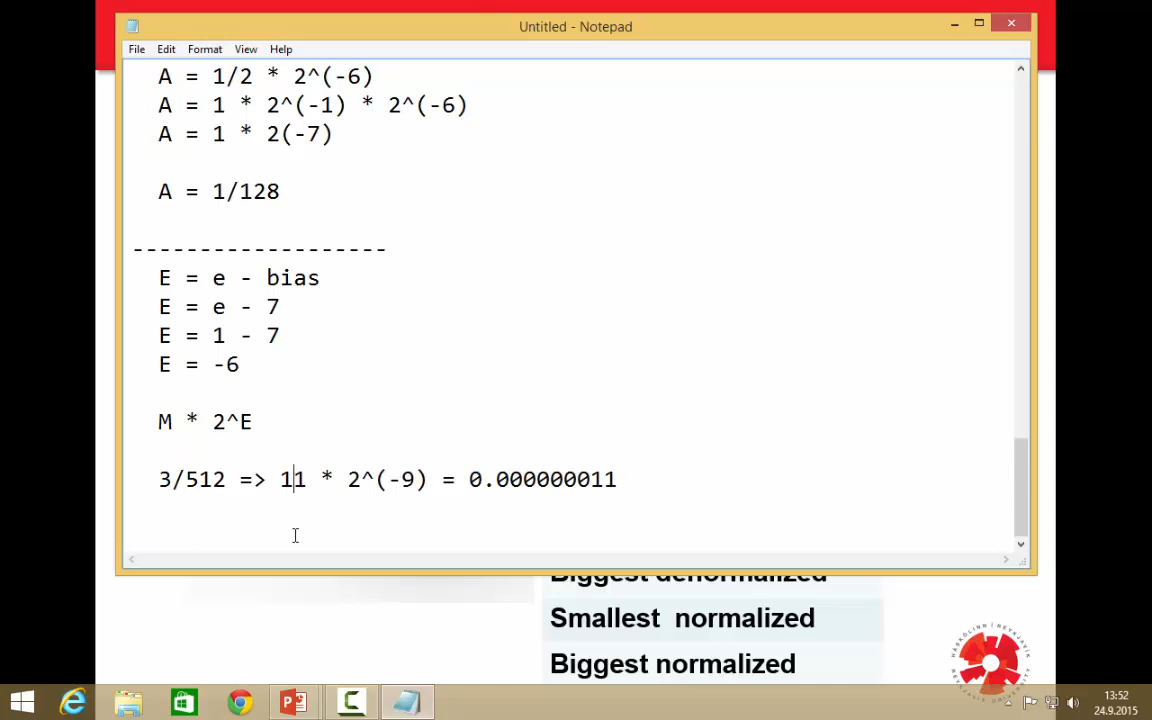 Untitled - Notepad
File Edit Format View Help
A = 1/2 * 2^(-6)
A = 1 * 2^(-1) * 2^(-6)
A = 1 * 2(-7)
A = 1/128
-------------------
E = e - bias
E = e - 7
E = 1 - 7
E = -6
M * 2^E
3/512 => 11 * 2^(-9) = 0.000000011
Biggest denormalized
Smallest normalized
Biggest normalized
13:52
24.9.2015